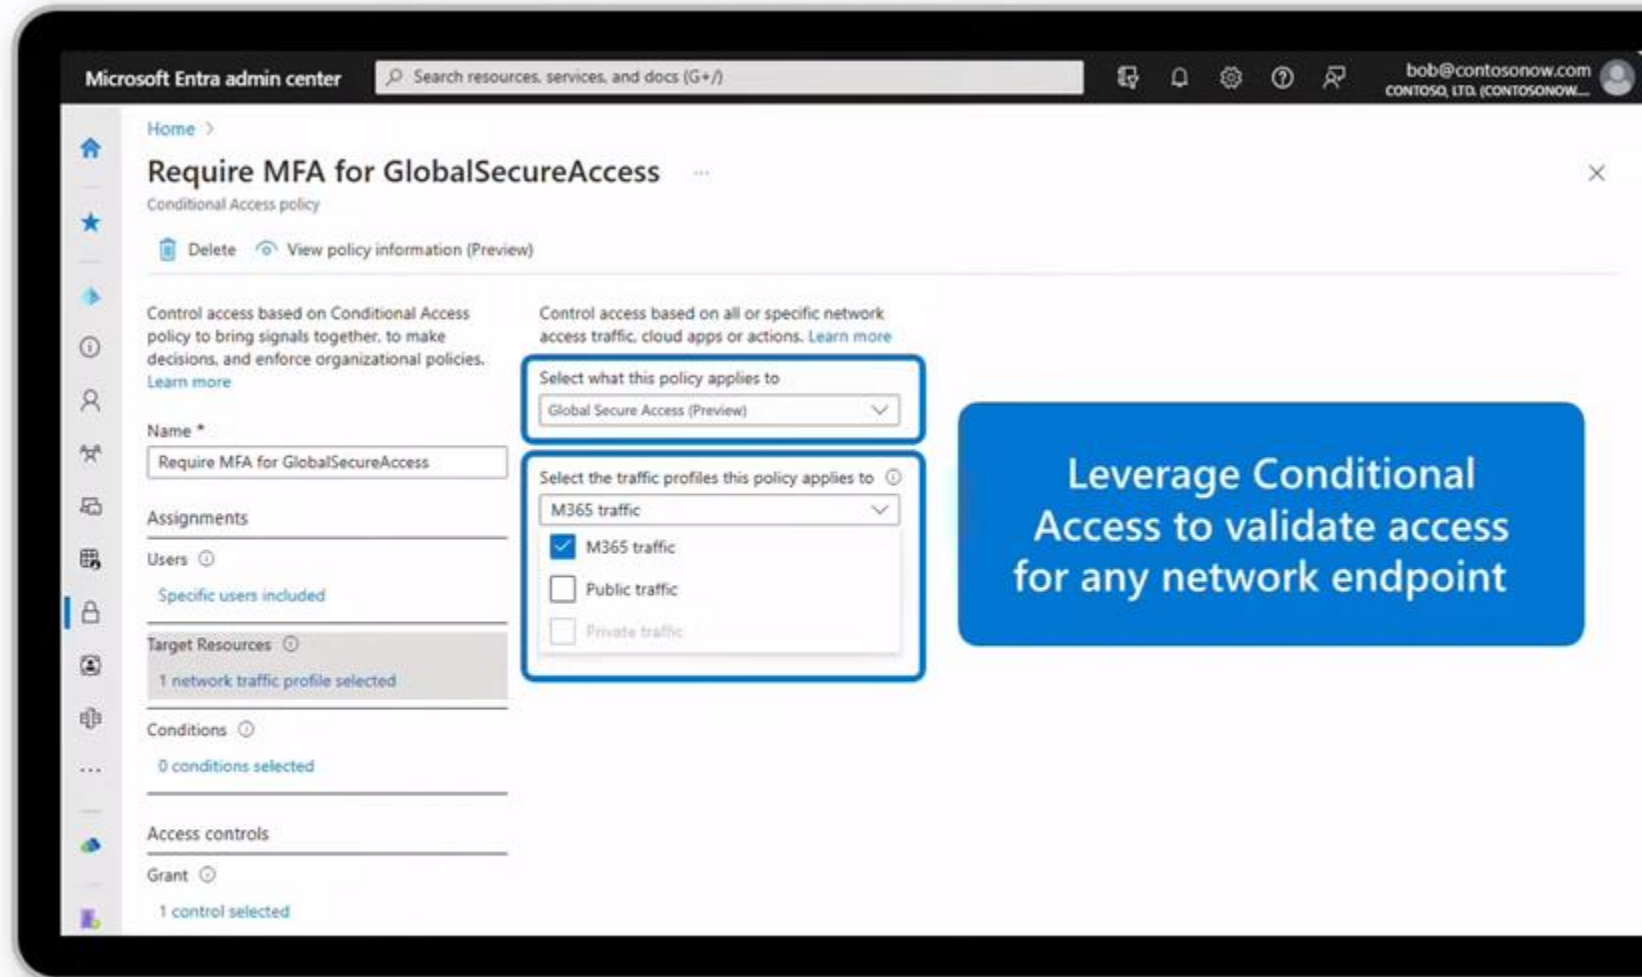 Microsoft Entra admin center
Search resources, services, and docs (G+/)
bob@contosonow.com
CONTOSO, LTD. (CONTOSONOW....
Home >
Require MFA for GlobalSecureAccess ...
Conditional Access policy
Delete
View policy information (Preview)
Control access based on Conditional Access
policy to bring signals together, to make
decisions, and enforce organizational policies.
Learn more
Name *
Require MFA for GlobalSecureAccess
Assignments
Users
Specific users included
Target Resources
1 network traffic profile selected
Conditions
0 conditions selected
Access controls
Grant
1 control selected
Control access based on all or specific network
access traffic, cloud apps or actions. Learn more
Select what this policy applies to
Global Secure Access (Preview)
Select the traffic profiles this policy applies to
M365 traffic
M365 traffic
Public traffic
Private traffic
Leverage Conditional
Access to validate access
for any network endpoint